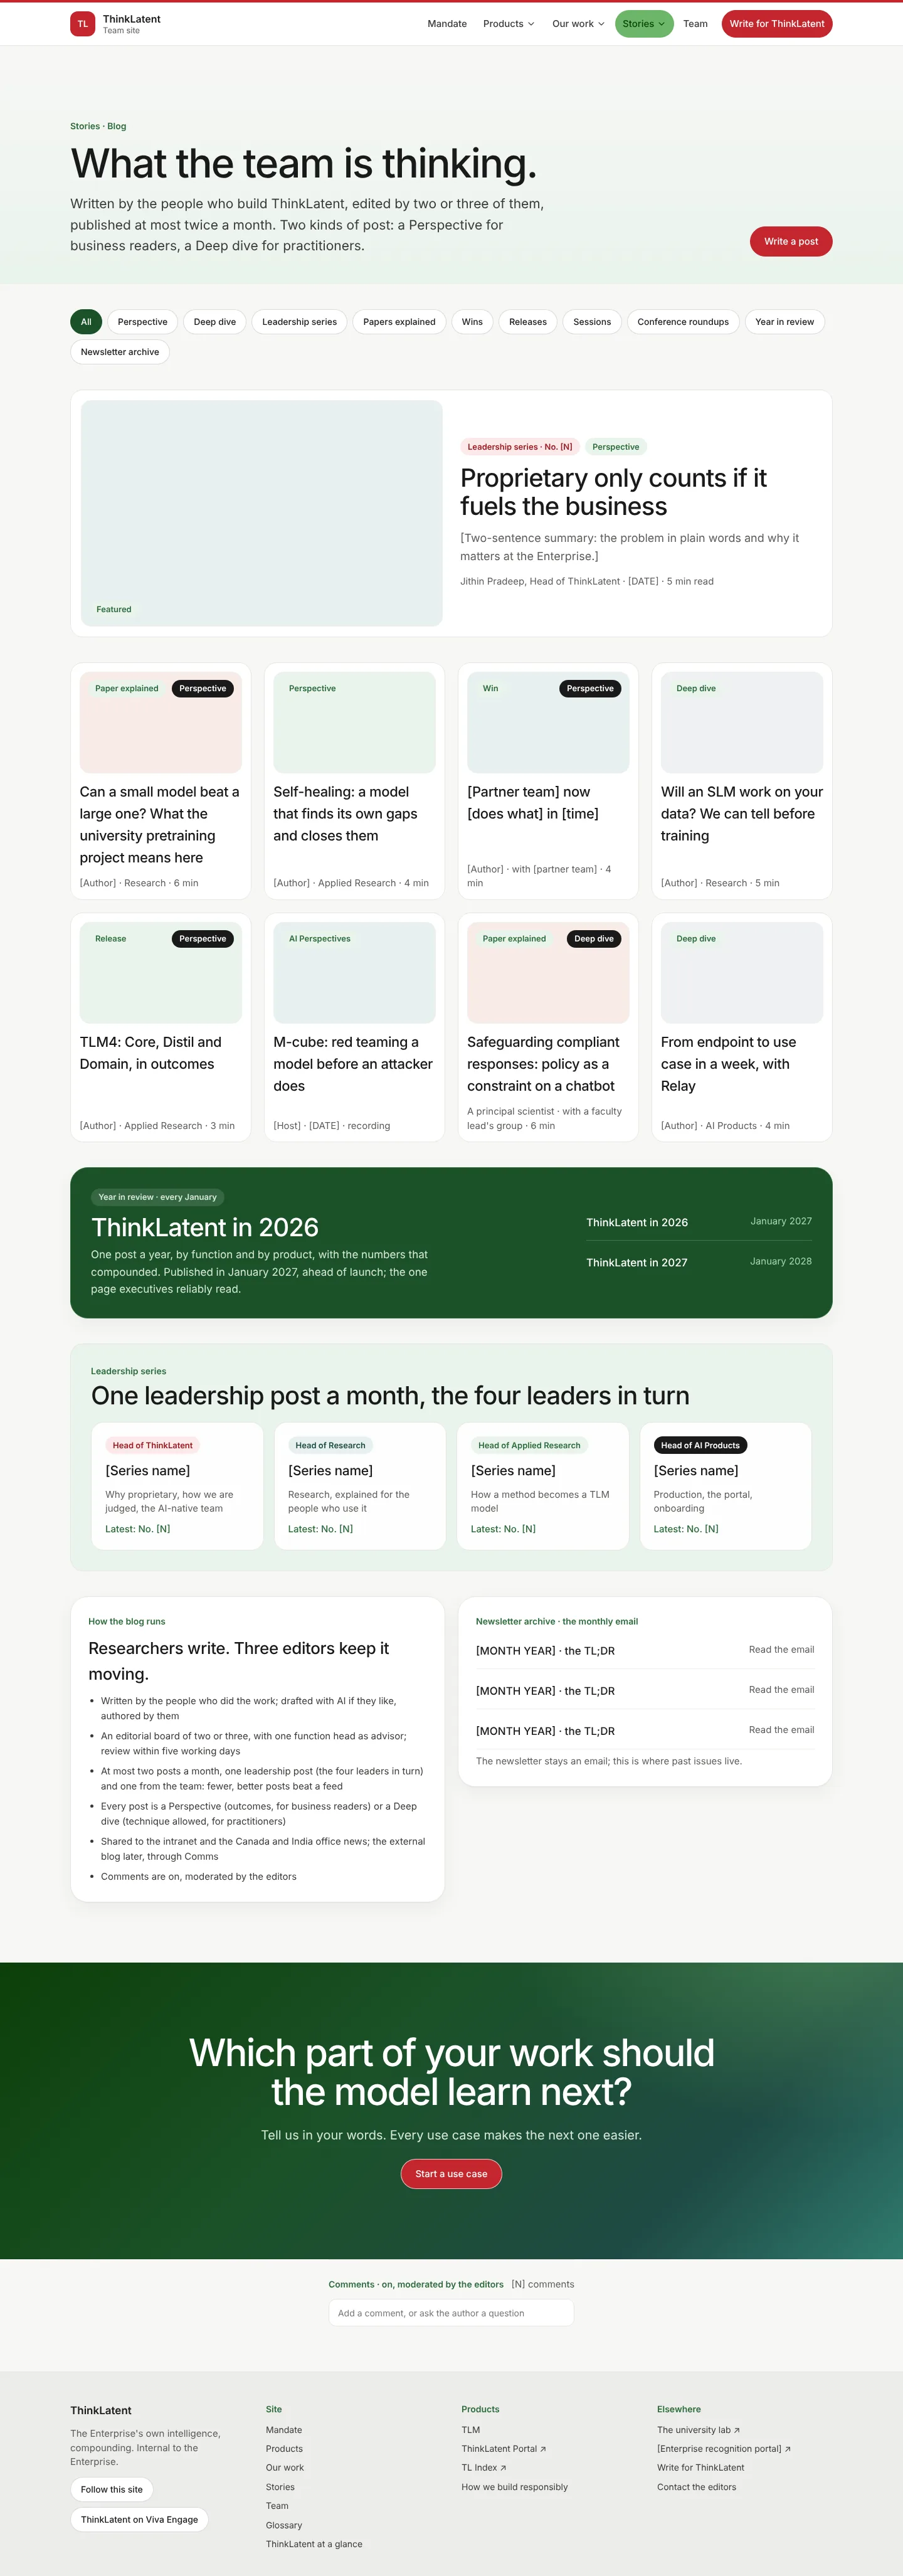 TL
ThinkLatent
Team site
Mandate
Products
Our work
Stories
Team
Write for ThinkLatent
Stories · Blog
What the team is thinking.
Written by the people who build ThinkLatent, edited by two or three of them,
published at most twice a month. Two kinds of post: a Perspective for
business readers, a Deep dive for practitioners.
Write a post
All
Perspective
Deep dive
Leadership series
Papers explained
Wins
Releases
Sessions
Conference roundups
Year in review
Newsletter archive
Featured
Leadership series · No. [N]
Perspective
Proprietary only counts if it
fuels the business
[Two-sentence summary: the problem in plain words and why it
matters at the Enterprise.]
Jithin Pradeep, Head of ThinkLatent · [DATE] · 5 min read
Paper explained
Perspective
Can a small model beat a
large one? What the
university pretraining
project means here
[Author] · Research · 6 min
Perspective
Self-healing: a model
that finds its own gaps
and closes them
[Author] · Applied Research · 4 min
Win
Perspective
[Partner team] now
[does what] in [time]
[Author] · with [partner team] · 4
min
Deep dive
Will an SLM work on your
data? We can tell before
training
[Author] · Research · 5 min
Release
Perspective
TLM4: Core, Distil and
Domain, in outcomes
[Author] · Applied Research · 3 min
AI Perspectives
M-cube: red teaming a
model before an attacker
does
[Host] · [DATE] · recording
Paper explained
Deep dive
Safeguarding compliant
responses: policy as a
constraint on a chatbot
A principal scientist · with a faculty
lead's group · 6 min
Deep dive
From endpoint to use
case in a week, with
Relay
[Author] · AI Products · 4 min
Year in review · every January
ThinkLatent in 2026
One post a year, by function and by product, with the numbers that
compounded. Published in January 2027, ahead of launch; the one
page executives reliably read.
ThinkLatent in 2026
January 2027
ThinkLatent in 2027
January 2028
Leadership series
One leadership post a month, the four leaders in turn
Head of ThinkLatent
[Series name]
Why proprietary, how we are
judged, the AI-native team
Latest: No. [N]
Head of Research
[Series name]
Research, explained for the
people who use it
Latest: No. [N]
Head of Applied Research
[Series name]
How a method becomes a TLM
model
Latest: No. [N]
Head of AI Products
[Series name]
Production, the portal,
onboarding
Latest: No. [N]
How the blog runs
Researchers write. Three editors keep it
moving.
• Written by the people who did the work; drafted with AI if they like,
authored by them
• An editorial board of two or three, with one function head as advisor;
review within five working days
• At most two posts a month, one leadership post (the four leaders in turn)
and one from the team: fewer, better posts beat a feed
• Every post is a Perspective (outcomes, for business readers) or a Deep
dive (technique allowed, for practitioners)
• Shared to the intranet and the Canada and India office news; the external
blog later, through Comms
• Comments are on, moderated by the editors
Newsletter archive · the monthly email
[MONTH YEAR] · the TL;DR
Read the email
[MONTH YEAR] · the TL;DR
Read the email
[MONTH YEAR] · the TL;DR
Read the email
The newsletter stays an email; this is where past issues live.
Which part of your work should
the model learn next?
Tell us in your words. Every use case makes the next one easier.
Start a use case
Comments · on, moderated by the editors
[N] comments
Add a comment, or ask the author a question
ThinkLatent
The Enterprise's own intelligence,
compounding. Internal to the
Enterprise.
Follow this site
ThinkLatent on Viva Engage
Site
Mandate
Products
Our work
Stories
Team
Glossary
ThinkLatent at a glance
Products
TLM
ThinkLatent Portal ↗
TL Index ↗
How we build responsibly
Elsewhere
The university lab ↗
[Enterprise recognition portal] ↗
Write for ThinkLatent
Contact the editors